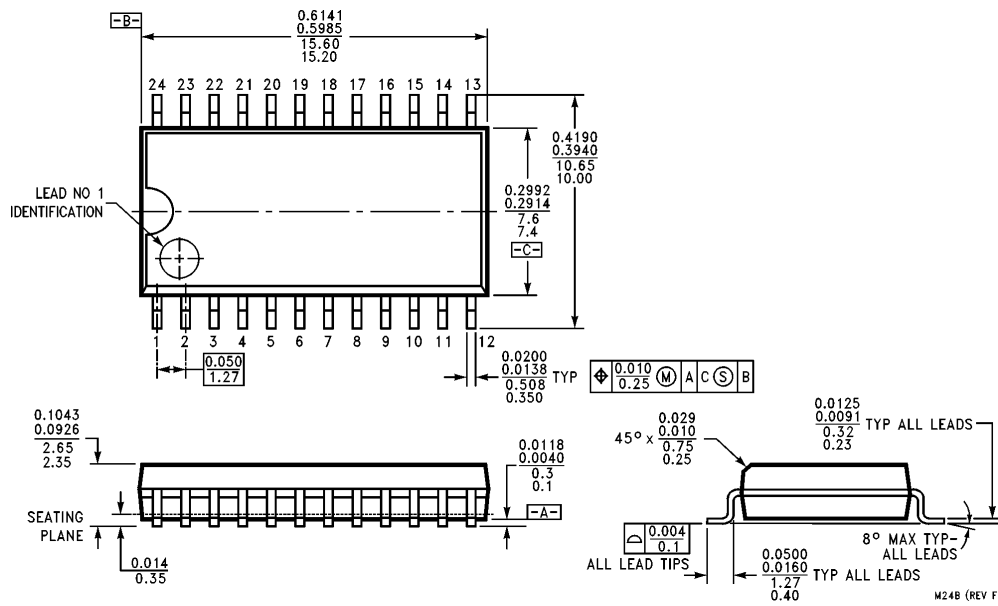 -B-
0.6141
0.5985
15.60
15.20
24 23 22 21 20 19 18 17 16 15 14 13
0.4190
0.3940
10.65
10.00
0.2992
0.2914
7.6
7.4
-C-
LEAD NO 1
IDENTIFICATION
1 2 3 4 5 6 7 8 9 10 11 12
0.050
1.27
0.0200
0.0138
0.508
0.350
TYP
0.010
0.25
M A C S B
0.1043
0.0926
2.65
2.35
0.0118
0.0040
0.3
0.1
-A-
SEATING
PLANE
0.014
0.35
45° x
0.029
0.010
0.75
0.25
0.0125
0.0091
0.32
0.23
TYP ALL LEADS
0.004
0.1
ALL LEAD TIPS
8° MAX TYP-
ALL LEADS
0.0500
0.0160
1.27
0.40
TYP ALL LEADS
M24B (REV F